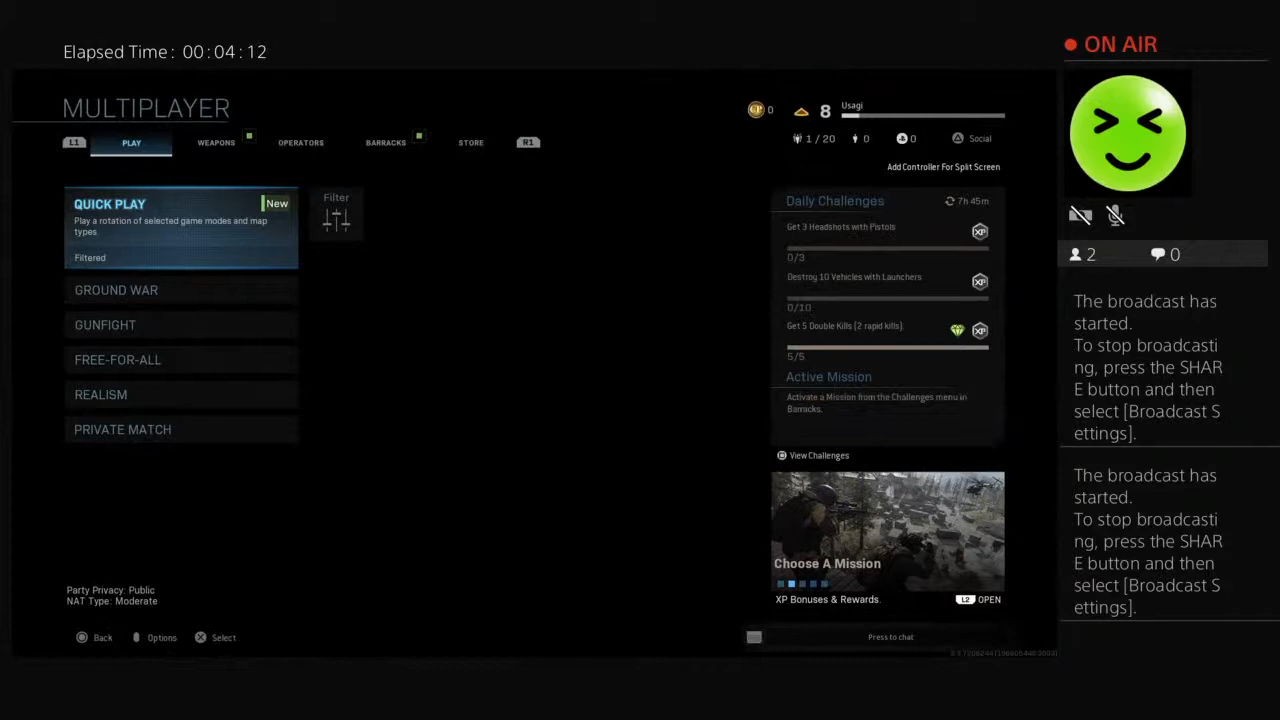 Elapsed Time: 00:04:12
ON AIR
MULTIPLAYER
CP 0
8
Usagi
L1
PLAY
WEAPONS
OPERATORS
BARRACKS
STORE
R1
1 / 20
0
0
Social
Add Controller For Split Screen
QUICK PLAY
New
Play a rotation of selected game modes and map
types.
Filtered
Filter
GROUND WAR
GUNFIGHT
FREE-FOR-ALL
REALISM
PRIVATE MATCH
Daily Challenges
7h 45m
Get 3 Headshots with Pistols
XP
0/3
Destroy 10 Vehicles with Launchers
XP
0/10
Get 5 Double Kills (2 rapid kills).
XP
5/5
Active Mission
Activate a Mission from the Challenges menu in
Barracks.
View Challenges
Choose A Mission
XP Bonuses & Rewards.
L2 OPEN
Party Privacy: Public
NAT Type: Moderate
Back
Options
Select
Press to chat
2
0
The broadcast has
started.
To stop broadcasti
ng, press the SHAR
E button and then
select [Broadcast S
ettings].
The broadcast has
started.
To stop broadcasti
ng, press the SHAR
E button and then
select [Broadcast S
ettings].